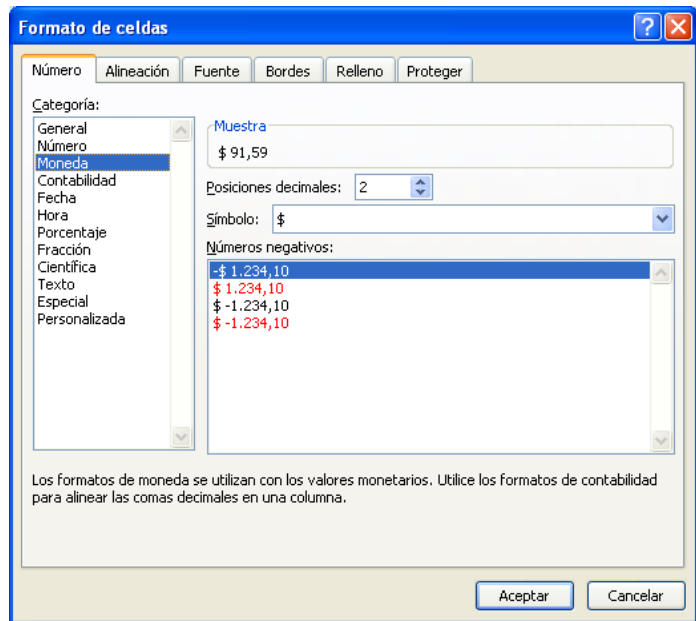 Formato de celdas
Número
Alineación
Fuente
Bordes
Relleno
Proteger
Categoría:
General
Número
Moneda
Contabilidad
Fecha
Hora
Porcentaje
Fracción
Científica
Texto
Especial
Personalizada
Muestra
$ 91,59
Posiciones decimales: 2
Símbolo: $
Números negativos:
-$ 1.234,10
$ 1.234,10
$ -1.234,10
$ -1.234,10
Los formatos de moneda se utilizan con los valores monetarios. Utilice los formatos de contabilidad
para alinear las comas decimales en una columna.
Aceptar
Cancelar